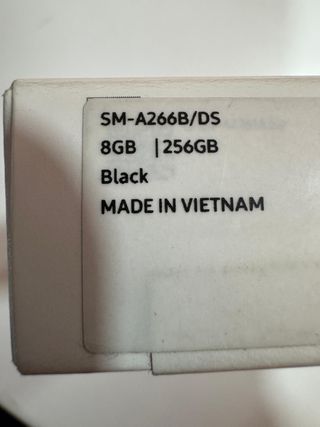 SM-A266B/DS
8GB |256GB
Black
MADE IN VIETNAM